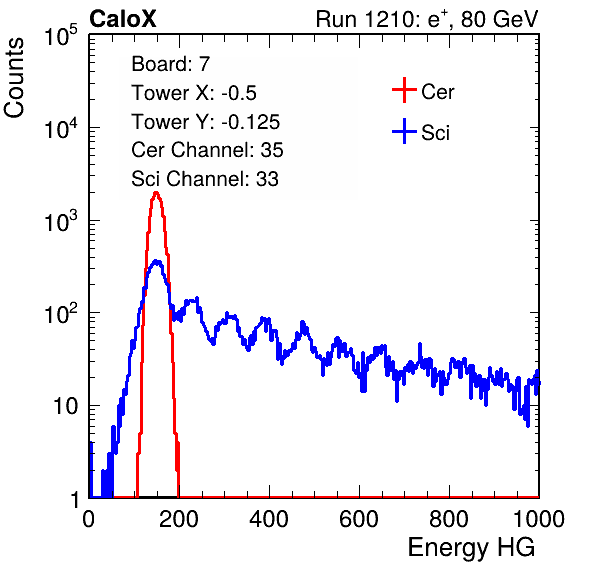 CaloX Run 1210: e⁺, 80 GeV
Counts
Board: 7
Tower X: -0.5
Tower Y: -0.125
Cer Channel: 35
Sci Channel: 33
Cer
Sci
10⁵
10⁴
10³
10²
10
1
0 200 400 600 800 1000
Energy HG